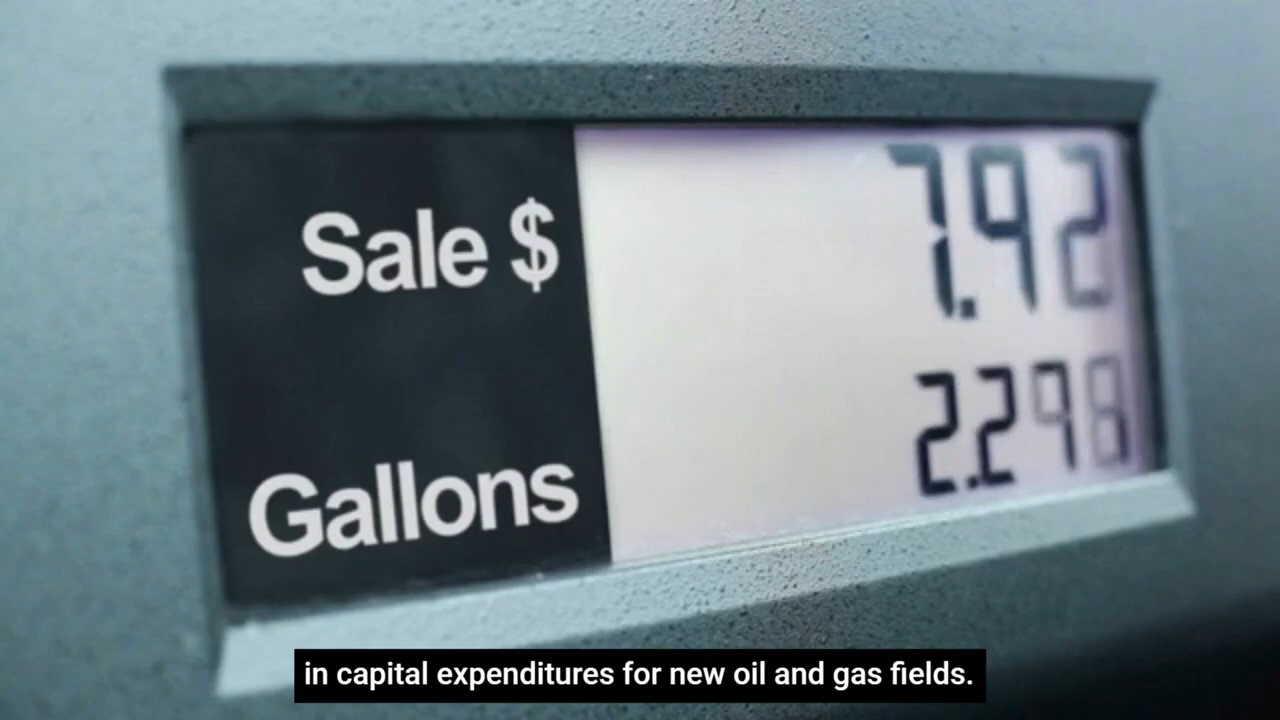 Sale $ 7.92
Gallons 2.298
in capital expenditures for new oil and gas fields.